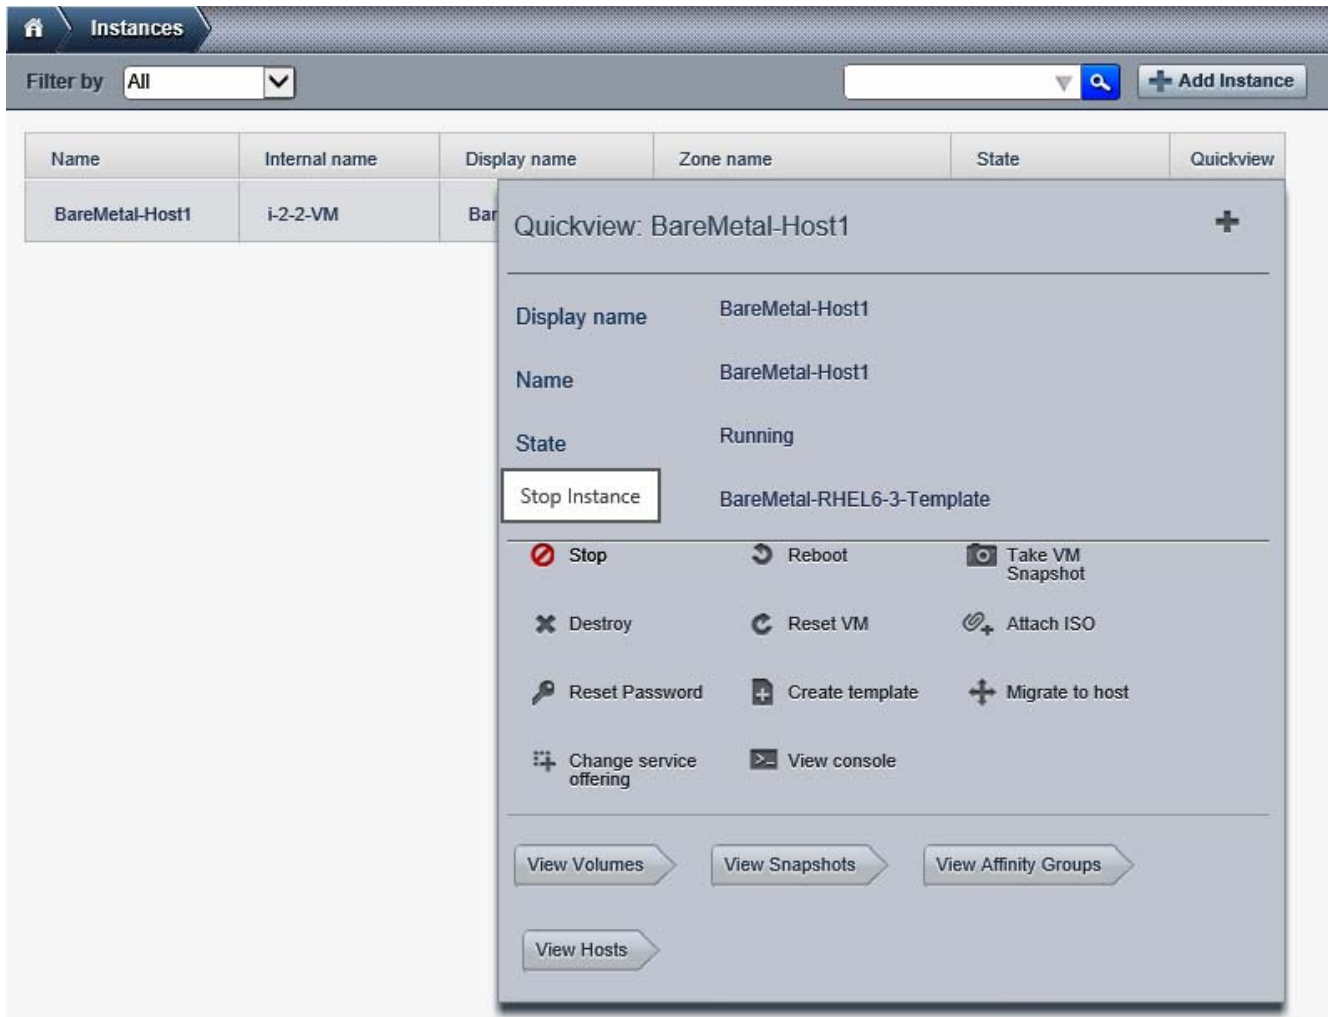 Instances
Filter by All Add Instance
Name Internal name Display name Zone name State Quickview
BareMetal-Host1 i-2-2-VM Bar
Quickview: BareMetal-Host1
Display name BareMetal-Host1
Name BareMetal-Host1
State Running
Stop Instance BareMetal-RHEL6-3-Template
Stop Reboot Take VM
Snapshot
Destroy Reset VM Attach ISO
Reset Password Create template Migrate to host
Change service View console
offering
View Volumes View Snapshots View Affinity Groups
View Hosts